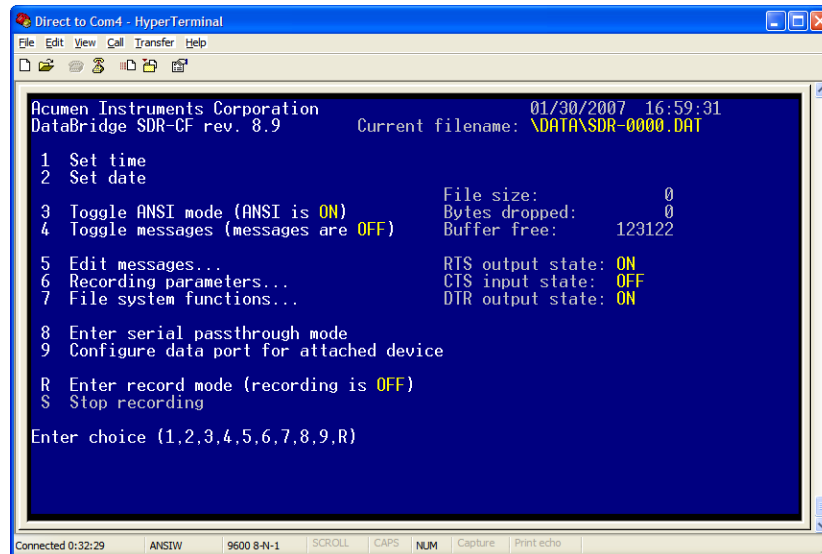 Direct to Com4 - HyperTerminal
File Edit View Call Transfer Help
Acumen Instruments Corporation 01/30/2007 16:59:31
DataBridge SDR-CF rev. 8.9 Current filename: \DATA\SDR-0000.DAT
1 Set time
2 Set date
File size: 0
3 Toggle ANSI mode (ANSI is ON) Bytes dropped: 0
4 Toggle messages (messages are OFF) Buffer free: 123122
5 Edit messages... RTS output state: ON
6 Recording parameters... CTS input state: OFF
7 File system functions... DTR output state: ON
8 Enter serial passthrough mode
9 Configure data port for attached device
R Enter record mode (recording is OFF)
S Stop recording
Enter choice (1,2,3,4,5,6,7,8,9,R)
Connected 0:32:29 ANSIW 9600 8-N-1 SCROLL CAPS NUM Capture Print echo